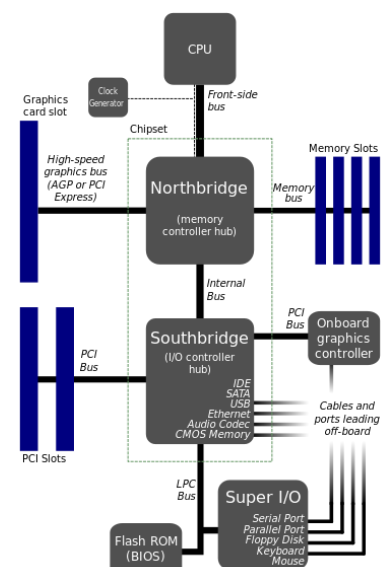 CPU
Clock
Generator
Front-side
bus
Graphics
card slot
Chipset
High-speed
graphics bus
(AGP or PCI
Express)
Northbridge
(memory
controller hub)
Memory Slots
Memory
bus
Internal
Bus
Southbridge
(I/O controller
hub)
PCI
Bus
PCI Slots
PCI
Bus
Onboard
graphics
controller
IDE
SATA
USB
Ethernet
Audio Codec
CMOS Memory
Cables and
ports leading
off-board
LPC
Bus
Super I/O
Serial Port
Parallel Port
Floppy Disk
Keyboard
Mouse
Flash ROM
(BIOS)